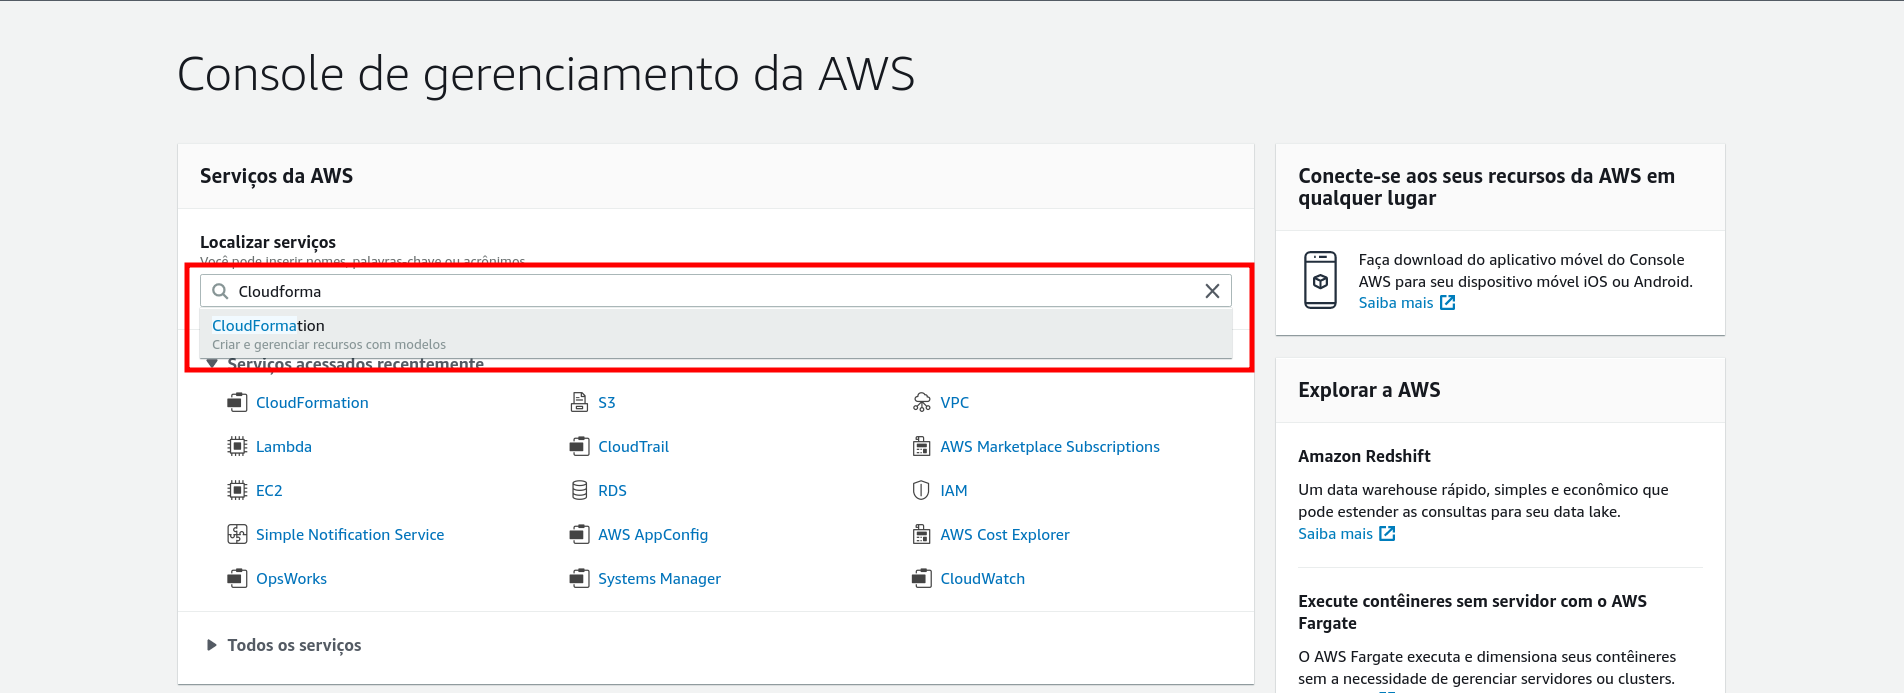 Console de gerenciamento da AWS
Serviços da AWS
Localizar serviços
Você pode inserir nomes, palavras-chave ou acrônimos.
Cloudforma
CloudFormation
Criar e gerenciar recursos com modelos
Serviços acessados recentemente
CloudFormation
S3
VPC
Lambda
CloudTrail
AWS Marketplace Subscriptions
EC2
RDS
IAM
Simple Notification Service
AWS AppConfig
AWS Cost Explorer
OpsWorks
Systems Manager
CloudWatch
Todos os serviços
Conecte-se aos seus recursos da AWS em
qualquer lugar
Faça download do aplicativo móvel do Console
AWS para seu dispositivo móvel iOS ou Android.
Saiba mais
Explorar a AWS
Amazon Redshift
Um data warehouse rápido, simples e econômico que
pode estender as consultas para seu data lake.
Saiba mais
Execute contêineres sem servidor com o AWS
Fargate
O AWS Fargate executa e dimensiona seus contêineres
sem a necessidade de gerenciar servidores ou clusters.